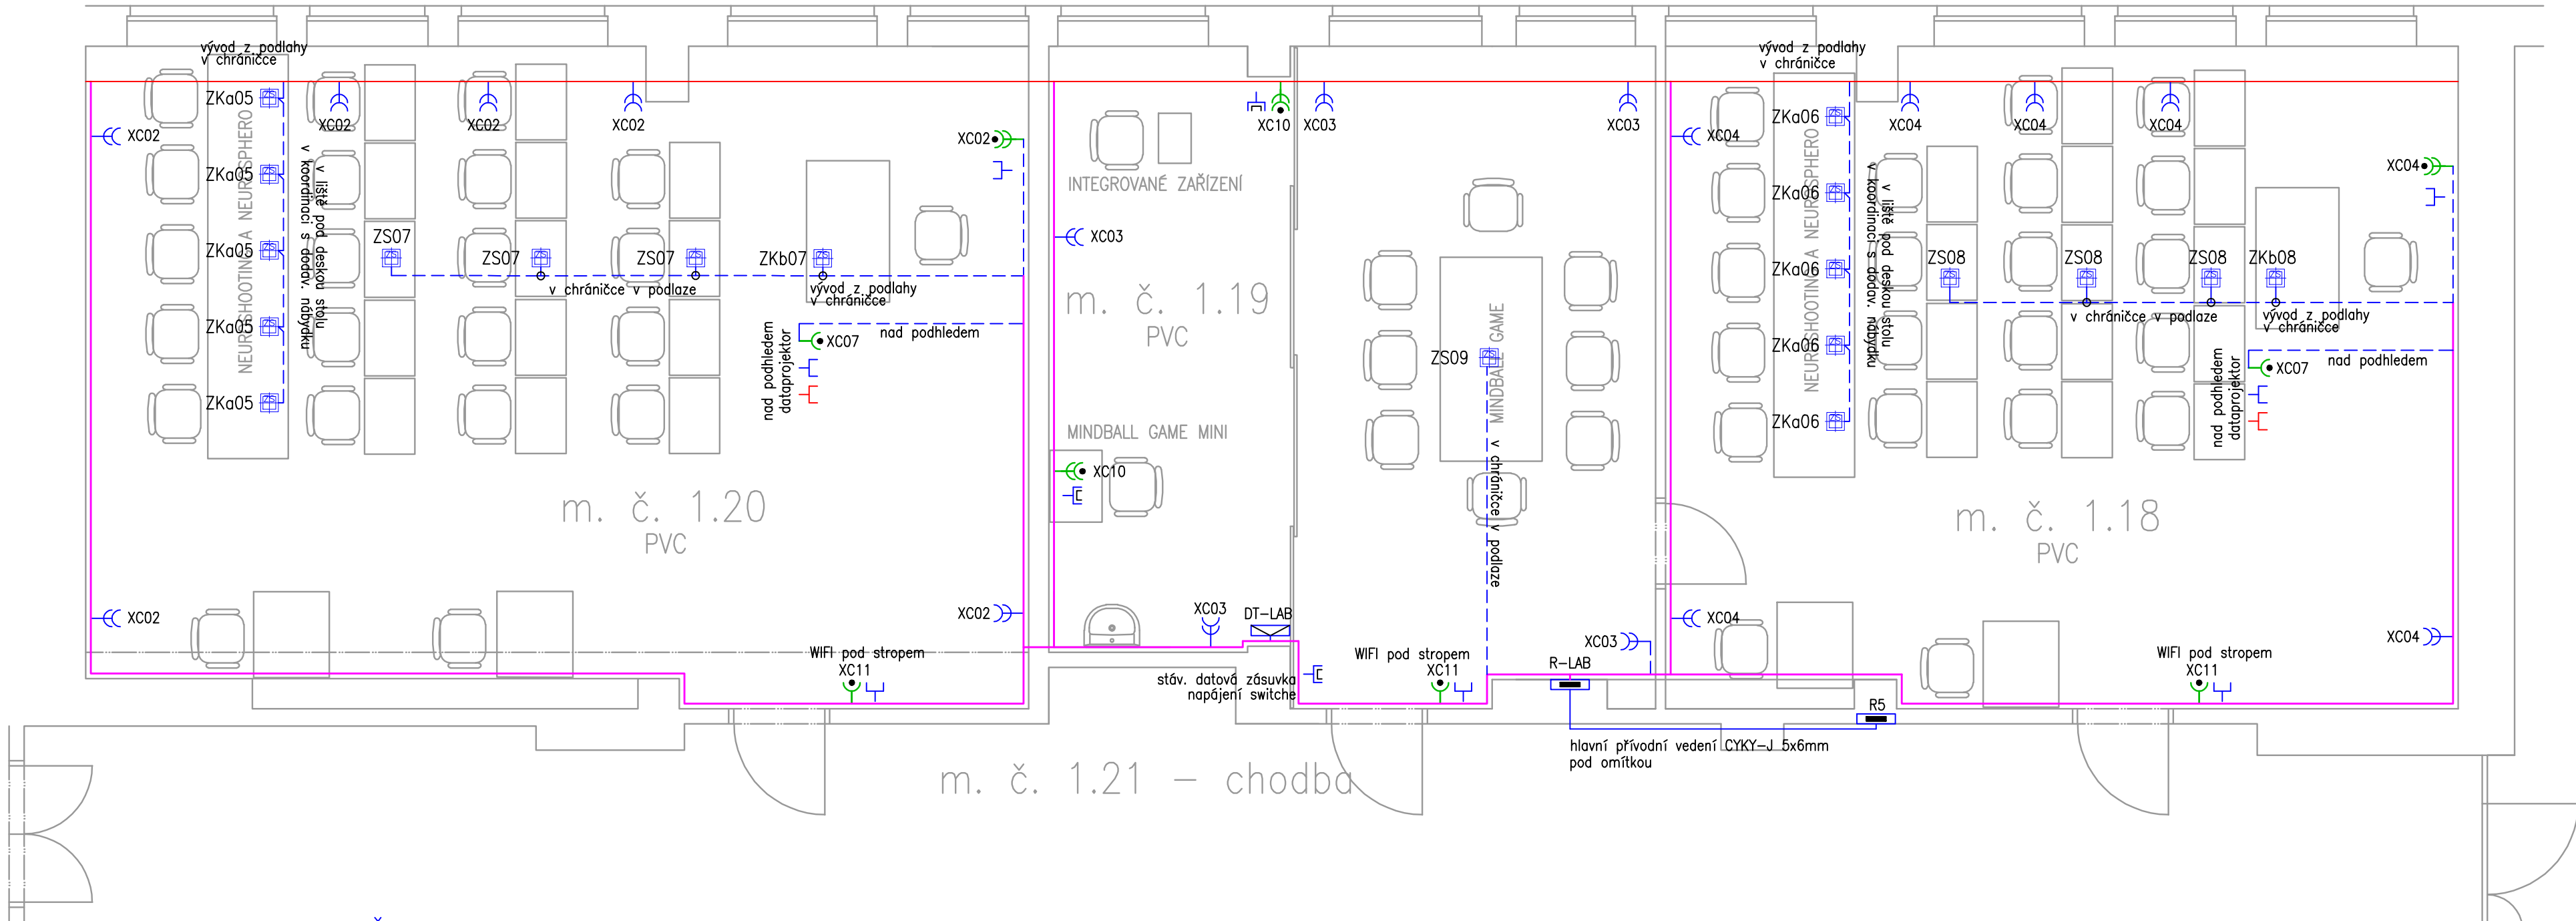 vývod z podlahy
v chráničce
vývod z podlahy
v chráničce
ZKa05
ZKa05
ZKa05
ZKa05
ZKa05
NEURSHOOTING A NEURSPHERO
v liště pod deskou stolu
v koordinaci s dodav. nábytku
XC02
XC02
XC02
XC02
XC02
XC02
XC02
ZS07
ZS07
ZS07
ZKb07
v chráničce v podlaze
vývod z podlahy
v chráničce
nad podhledem
XC07
nad podhledem
dataprojektor
m. č. 1.20
PVC
WIFI pod stropem
XC11
XC10
XC03
XC03
INTEGROVANÉ ZAŘÍZENÍ
XC03
m. č. 1.19
PVC
MINDBALL GAME MINI
XC10
XC03
DT-LAB
stáv. datová zásuvka
napájení switche
ZS09
MINDBALL GAME
v chráničce v podlaze
WIFI pod stropem
XC11
XC03
R-LAB
R5
hlavní přívodní vedení CYKY-J 5x6mm
pod omítkou
m. č. 1.21 - chodba
ZKa06
ZKa06
ZKa06
ZKa06
ZKa06
NEURSHOOTING A NEURSPHERO
v liště pod deskou stolu
v koordinaci s dodav. nábytku
XC04
XC04
XC04
XC04
XC04
XC04
XC04
ZS08
ZS08
ZS08
ZKb08
v chráničce v podlaze
vývod z podlahy
v chráničce
nad podhledem
XC07
nad podhledem
dataprojektor
m. č. 1.18
PVC
WIFI pod stropem
XC11